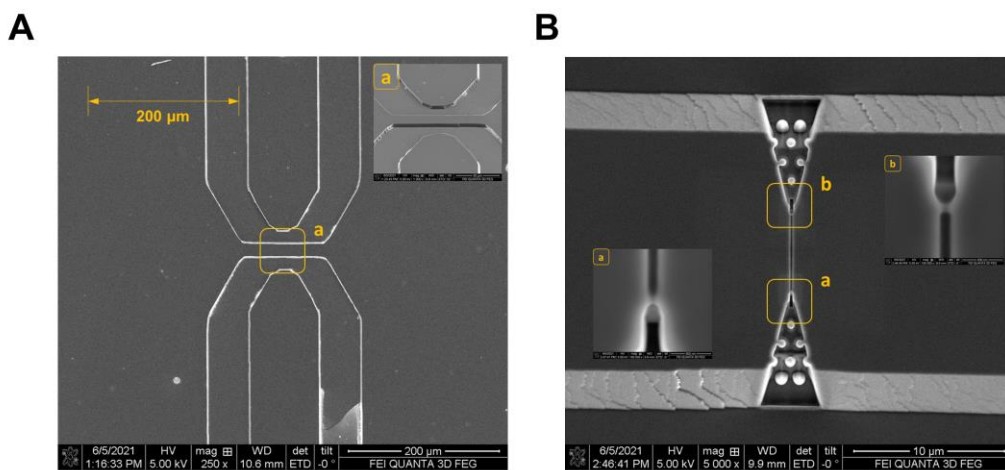 A
B
a
200 µm
a
b
b
a
a
6/5/2021
1:16:33 PM
HV
5.00 kV
mag
250 x
WD
10.6 mm
det
ETD
tilt
-0 °
200 µm
FEI QUANTA 3D FEG
6/5/2021
2:46:41 PM
HV
5.00 kV
mag
5 000 x
WD
9.9 mm
det
ETD
tilt
-0 °
10 µm
FEI QUANTA 3D FEG